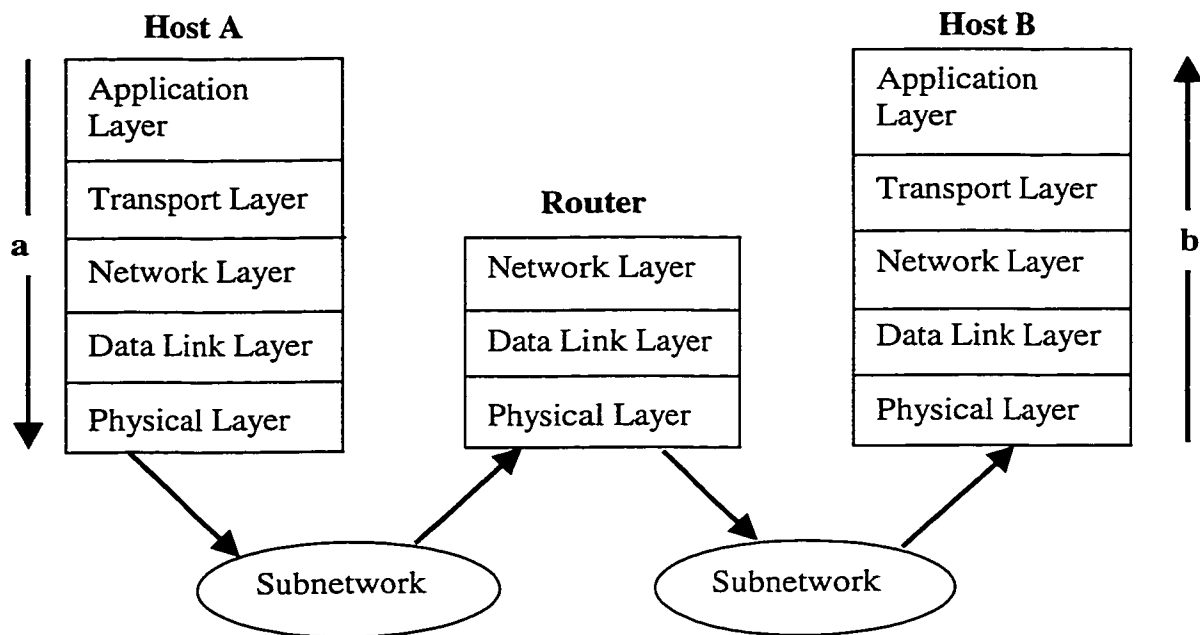 Host A
Application
Layer
Transport Layer
Network Layer
Data Link Layer
Physical Layer
a
Router
Network Layer
Data Link Layer
Physical Layer
Host B
Application
Layer
Transport Layer
Network Layer
Data Link Layer
Physical Layer
b
Subnetwork
Subnetwork